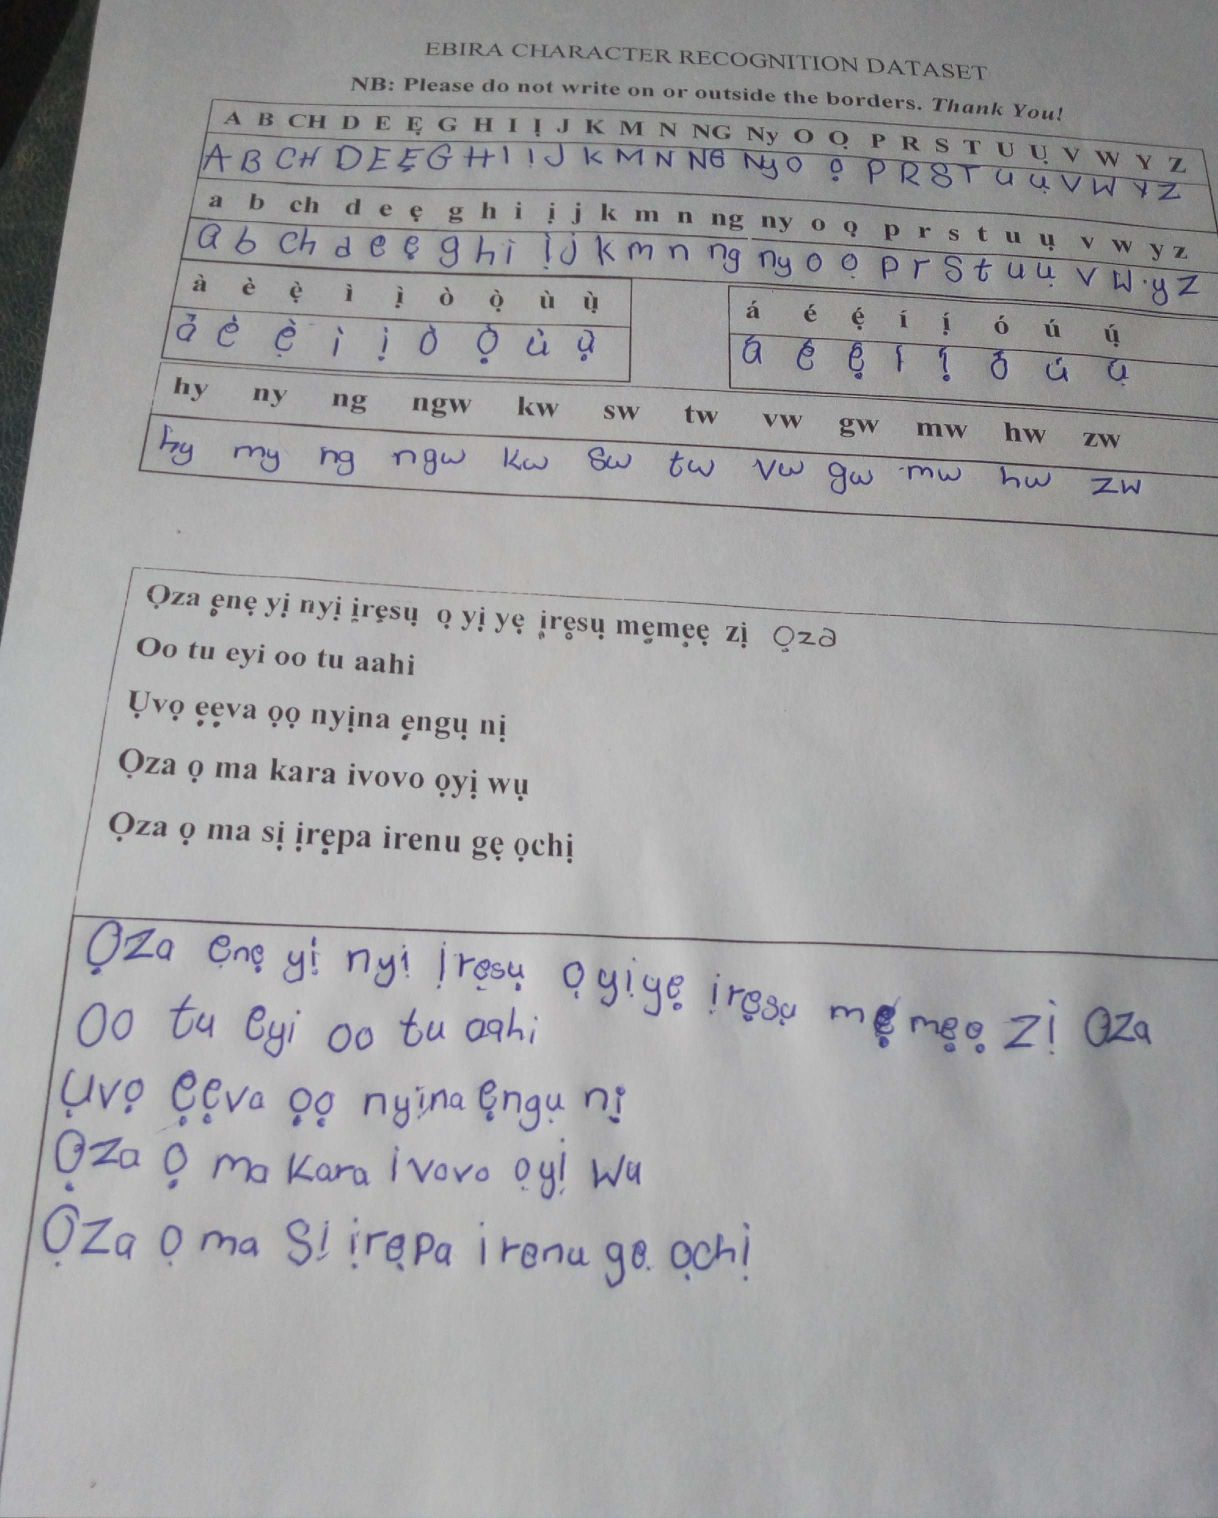 EBIRA CHARACTER RECOGNITION DATASET
NB: Please do not write on or outside the borders. Thank You!
A B CH D E Ẹ G H I Ị J K M N NG Ny O Ọ P R S T U Ụ V W Y Z
A B CH D E Ẹ G H I Ị J K M N NG Ny O Ọ P R S T U Ụ V W Y Z
a b ch d e ẹ g h i ị j k m n ng ny o ọ p r s t u ụ v w y z
a b ch d e ẹ g h i ị j k m n ng ny o ọ p r s t u ụ v w y z
à è ẹ̀ ì ị̀ ò ọ̀ ù ụ̀
à è ẹ̀ ì ị̀ ò ọ̀ ù ụ̀
á é ẹ́ í ị́ ó ú ụ́
á é ẹ́ í ị́ ó ú ụ́
hy ny ng ngw kw sw tw vw gw mw hw zw
hy my ng ngw kw sw tw vw gw mw hw zw
Ọza ẹnẹ yị nyị ịrẹsụ ọ yị yẹ ịrẹsụ mẹmẹẹ zị Ọza
Oo tu eyi oo tu aahi
Ụvọ ẹẹva ọọ nyịna ẹngụ nị
Ọza ọ ma kara ivovo ọyị wụ
Ọza ọ ma sị ịrẹpa irenu gẹ ọchị
Ọza enẹ yị nyi ịrẹsụ ọyịyẹ ịrẹsụ mẹmẹẹ zị Oza
Oo tu eyi oo tu aahi
Ụvọ ẹẹva ọọ nyịna ẹngụ nị
Ọza ọ ma kara ivovo ọyị wu
Ọza ọ ma sị ịrẹpa irenu ge. ọchị